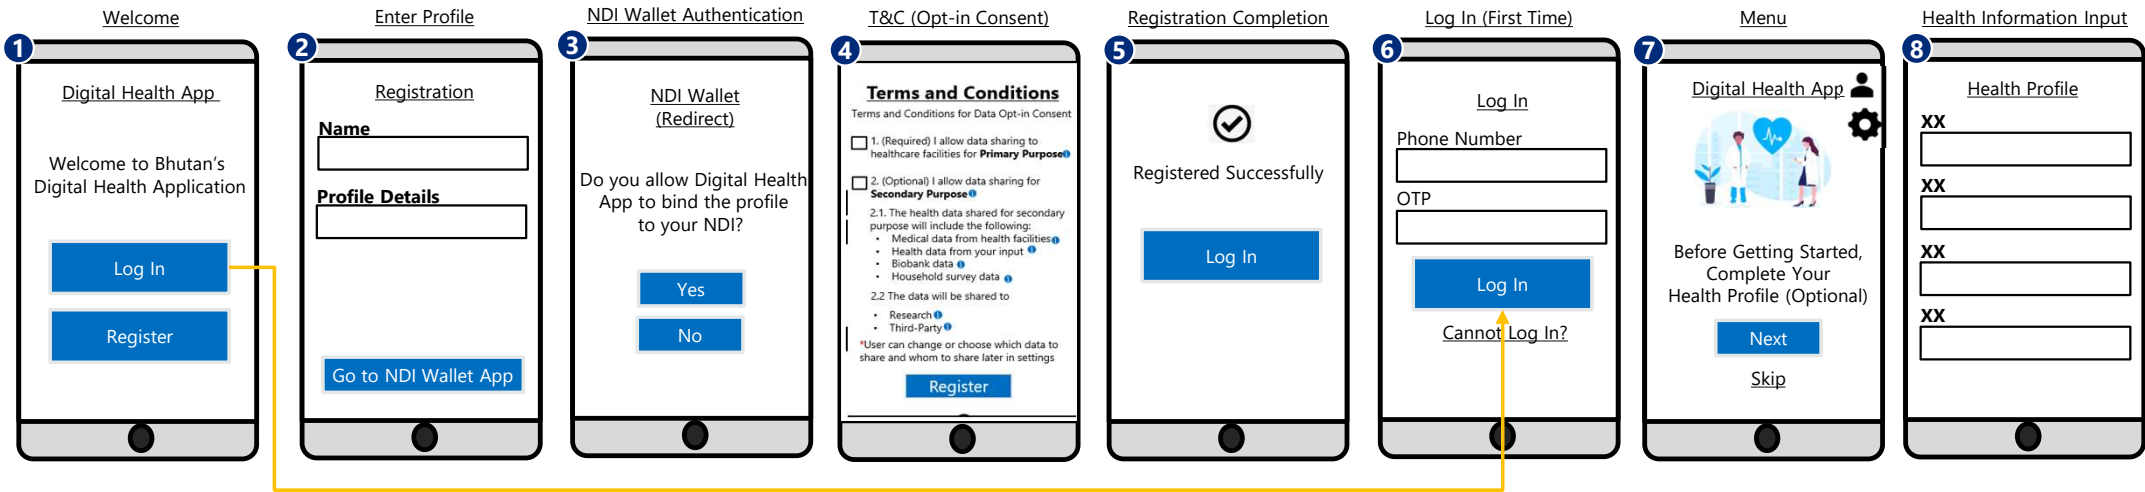 Welcome
1
Digital Health App
Welcome to Bhutan's
Digital Health Application
Log In
Register
Enter Profile
2
Registration
Name
Profile Details
Go to NDI Wallet App
NDI Wallet Authentication
3
NDI Wallet
(Redirect)
Do you allow Digital Health
App to bind the profile
to your NDI?
Yes
No
T&C (Opt-in Consent)
4
Terms and Conditions
Terms and Conditions for Data Opt-in Consent
1. (Required) I allow data sharing to
healthcare facilities for Primary Purpose
2. (Optional) I allow data sharing for
Secondary Purpose
2.1. The health data shared for secondary
purpose will include the following:
• Medical data from health facilities
• Health data from your input
• Biobank data
• Household survey data
2.2 The data will be shared to
• Research
• Third-Party
*User can change or choose which data to
share and whom to share later in settings
Register
Registration Completion
5
Registered Successfully
Log In
Log In (First Time)
6
Log In
Phone Number
OTP
Log In
Cannot Log In?
Menu
7
Digital Health App
Before Getting Started,
Complete Your
Health Profile (Optional)
Next
Skip
Health Information Input
8
Health Profile
XX
XX
XX
XX